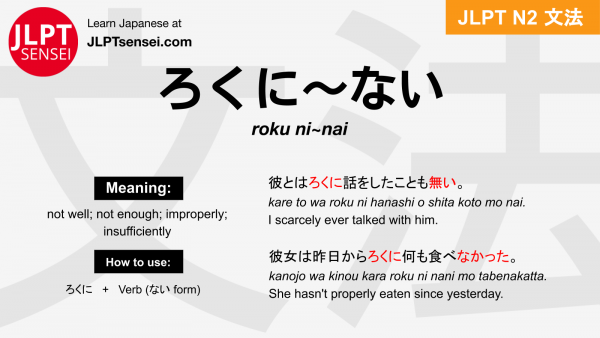 JLPT
SENSEI
Learn Japanese at
JLPTsensei.com
JLPT N2 文法
文法
ろくに～ない
roku ni~nai
Meaning:
not well; not enough; improperly;
insufficiently
How to use:
ろくに + Verb (ない form)
彼とはろくに話をしたことも無い。
kare to wa roku ni hanashi o shita koto mo nai.
I scarcely ever talked with him.
彼女は昨日からろくに何も食べなかった。
kanojo wa kinou kara roku ni nani mo tabenakatta.
She hasn't properly eaten since yesterday.